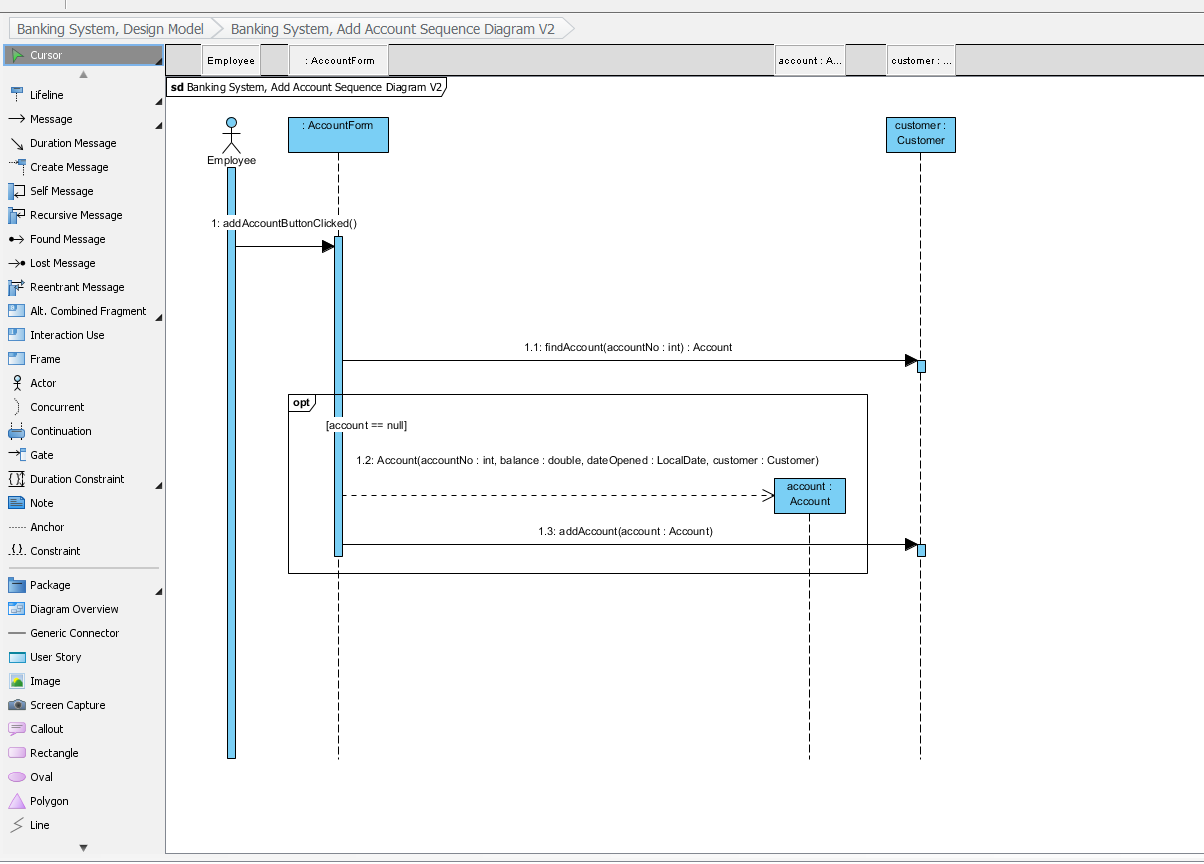 Banking System, Design Model
Banking System, Add Account Sequence Diagram V2
Cursor
Lifeline
Message
Duration Message
Create Message
Self Message
Recursive Message
Found Message
Lost Message
Reentrant Message
Alt. Combined Fragment
Interaction Use
Frame
Actor
Concurrent
Continuation
Gate
Duration Constraint
Note
Anchor
Constraint
Package
Diagram Overview
Generic Connector
User Story
Image
Screen Capture
Callout
Rectangle
Oval
Polygon
Line
Employee
: AccountForm
account : A...
customer : ...
sd Banking System, Add Account Sequence Diagram V2
Employee
: AccountForm
customer :
Customer
1: addAccountButtonClicked()
1.1: findAccount(accountNo : int) : Account
opt
[account == null]
1.2: Account(accountNo : int, balance : double, dateOpened : LocalDate, customer : Customer)
account :
Account
1.3: addAccount(account : Account)